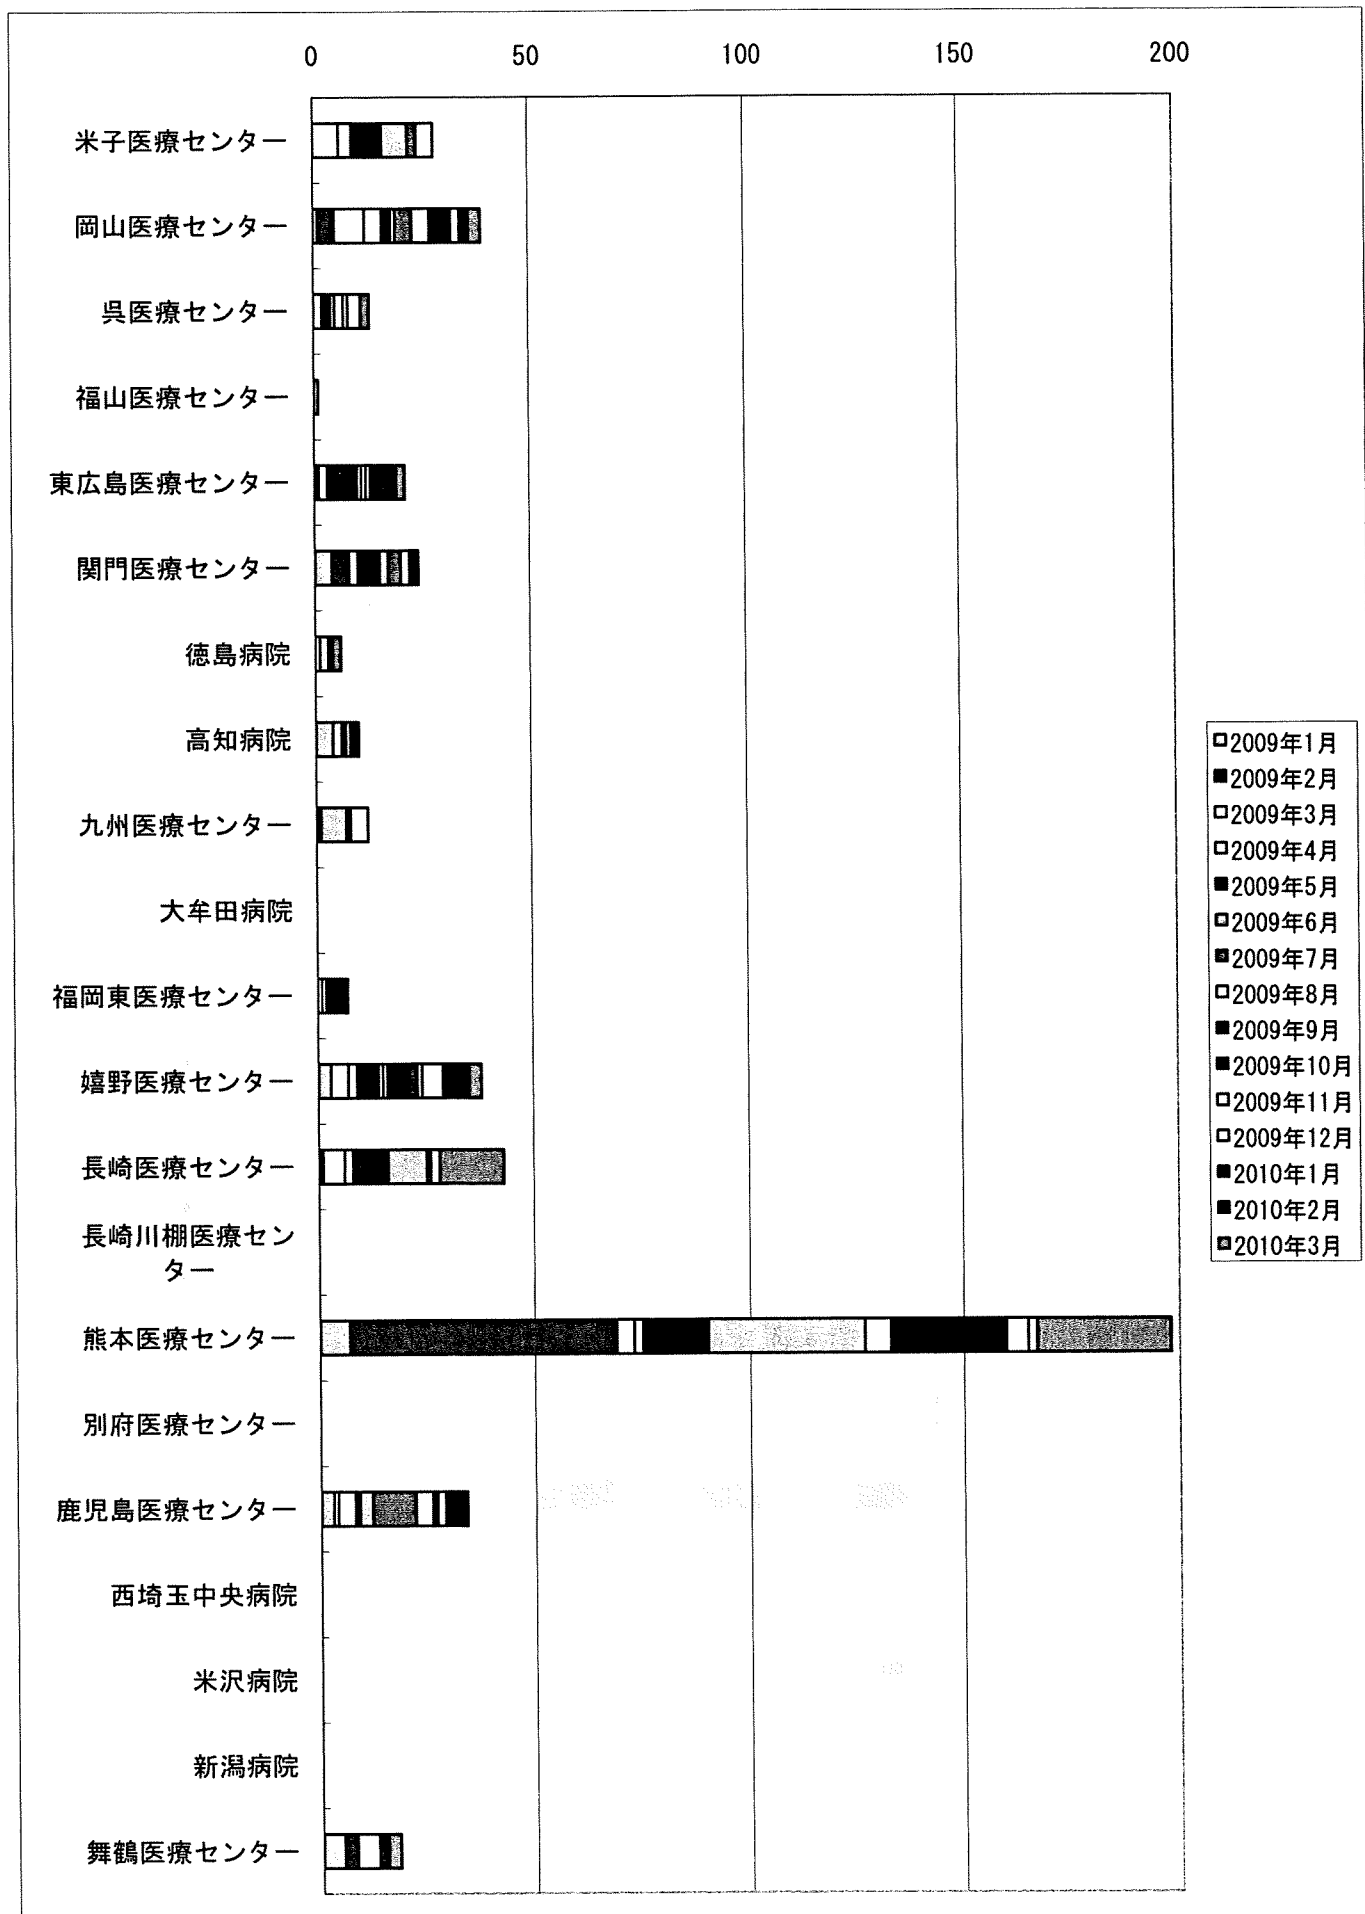 0 50 100 150 200
米子医療センター
岡山医療センター
呉医療センター
福山医療センター
東広島医療センター
関門医療センター
徳島病院
高知病院
九州医療センター
大牟田病院
福岡東医療センター
嬉野医療センター
長崎医療センター
長崎川棚医療セン
ター
熊本医療センター
別府医療センター
鹿児島医療センター
西埼玉中央病院
米沢病院
新潟病院
舞鶴医療センター
2009年1月
2009年2月
2009年3月
2009年4月
2009年5月
2009年6月
2009年7月
2009年8月
2009年9月
2009年10月
2009年11月
2009年12月
2010年1月
2010年2月
2010年3月